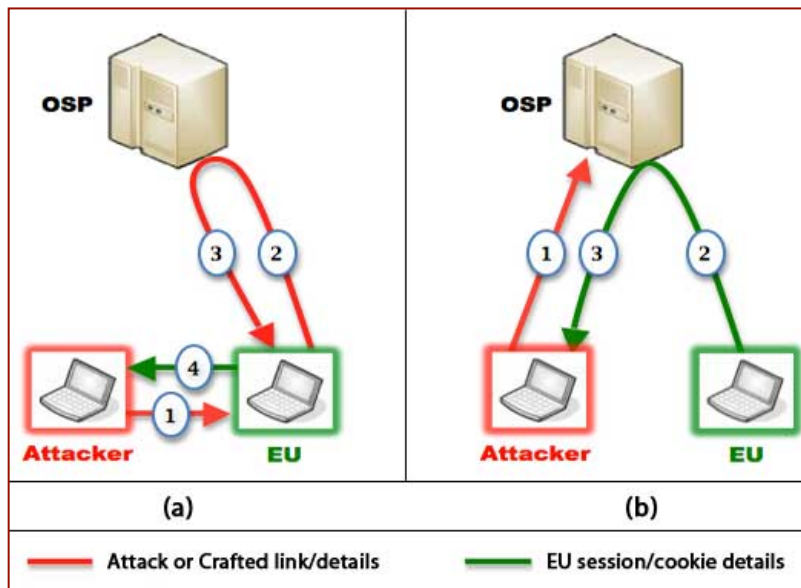 OSP
3
2
4
1
Attacker
EU
(a)
OSP
1
3
2
Attacker
EU
(b)
Attack or Crafted link/details
EU session/cookie details